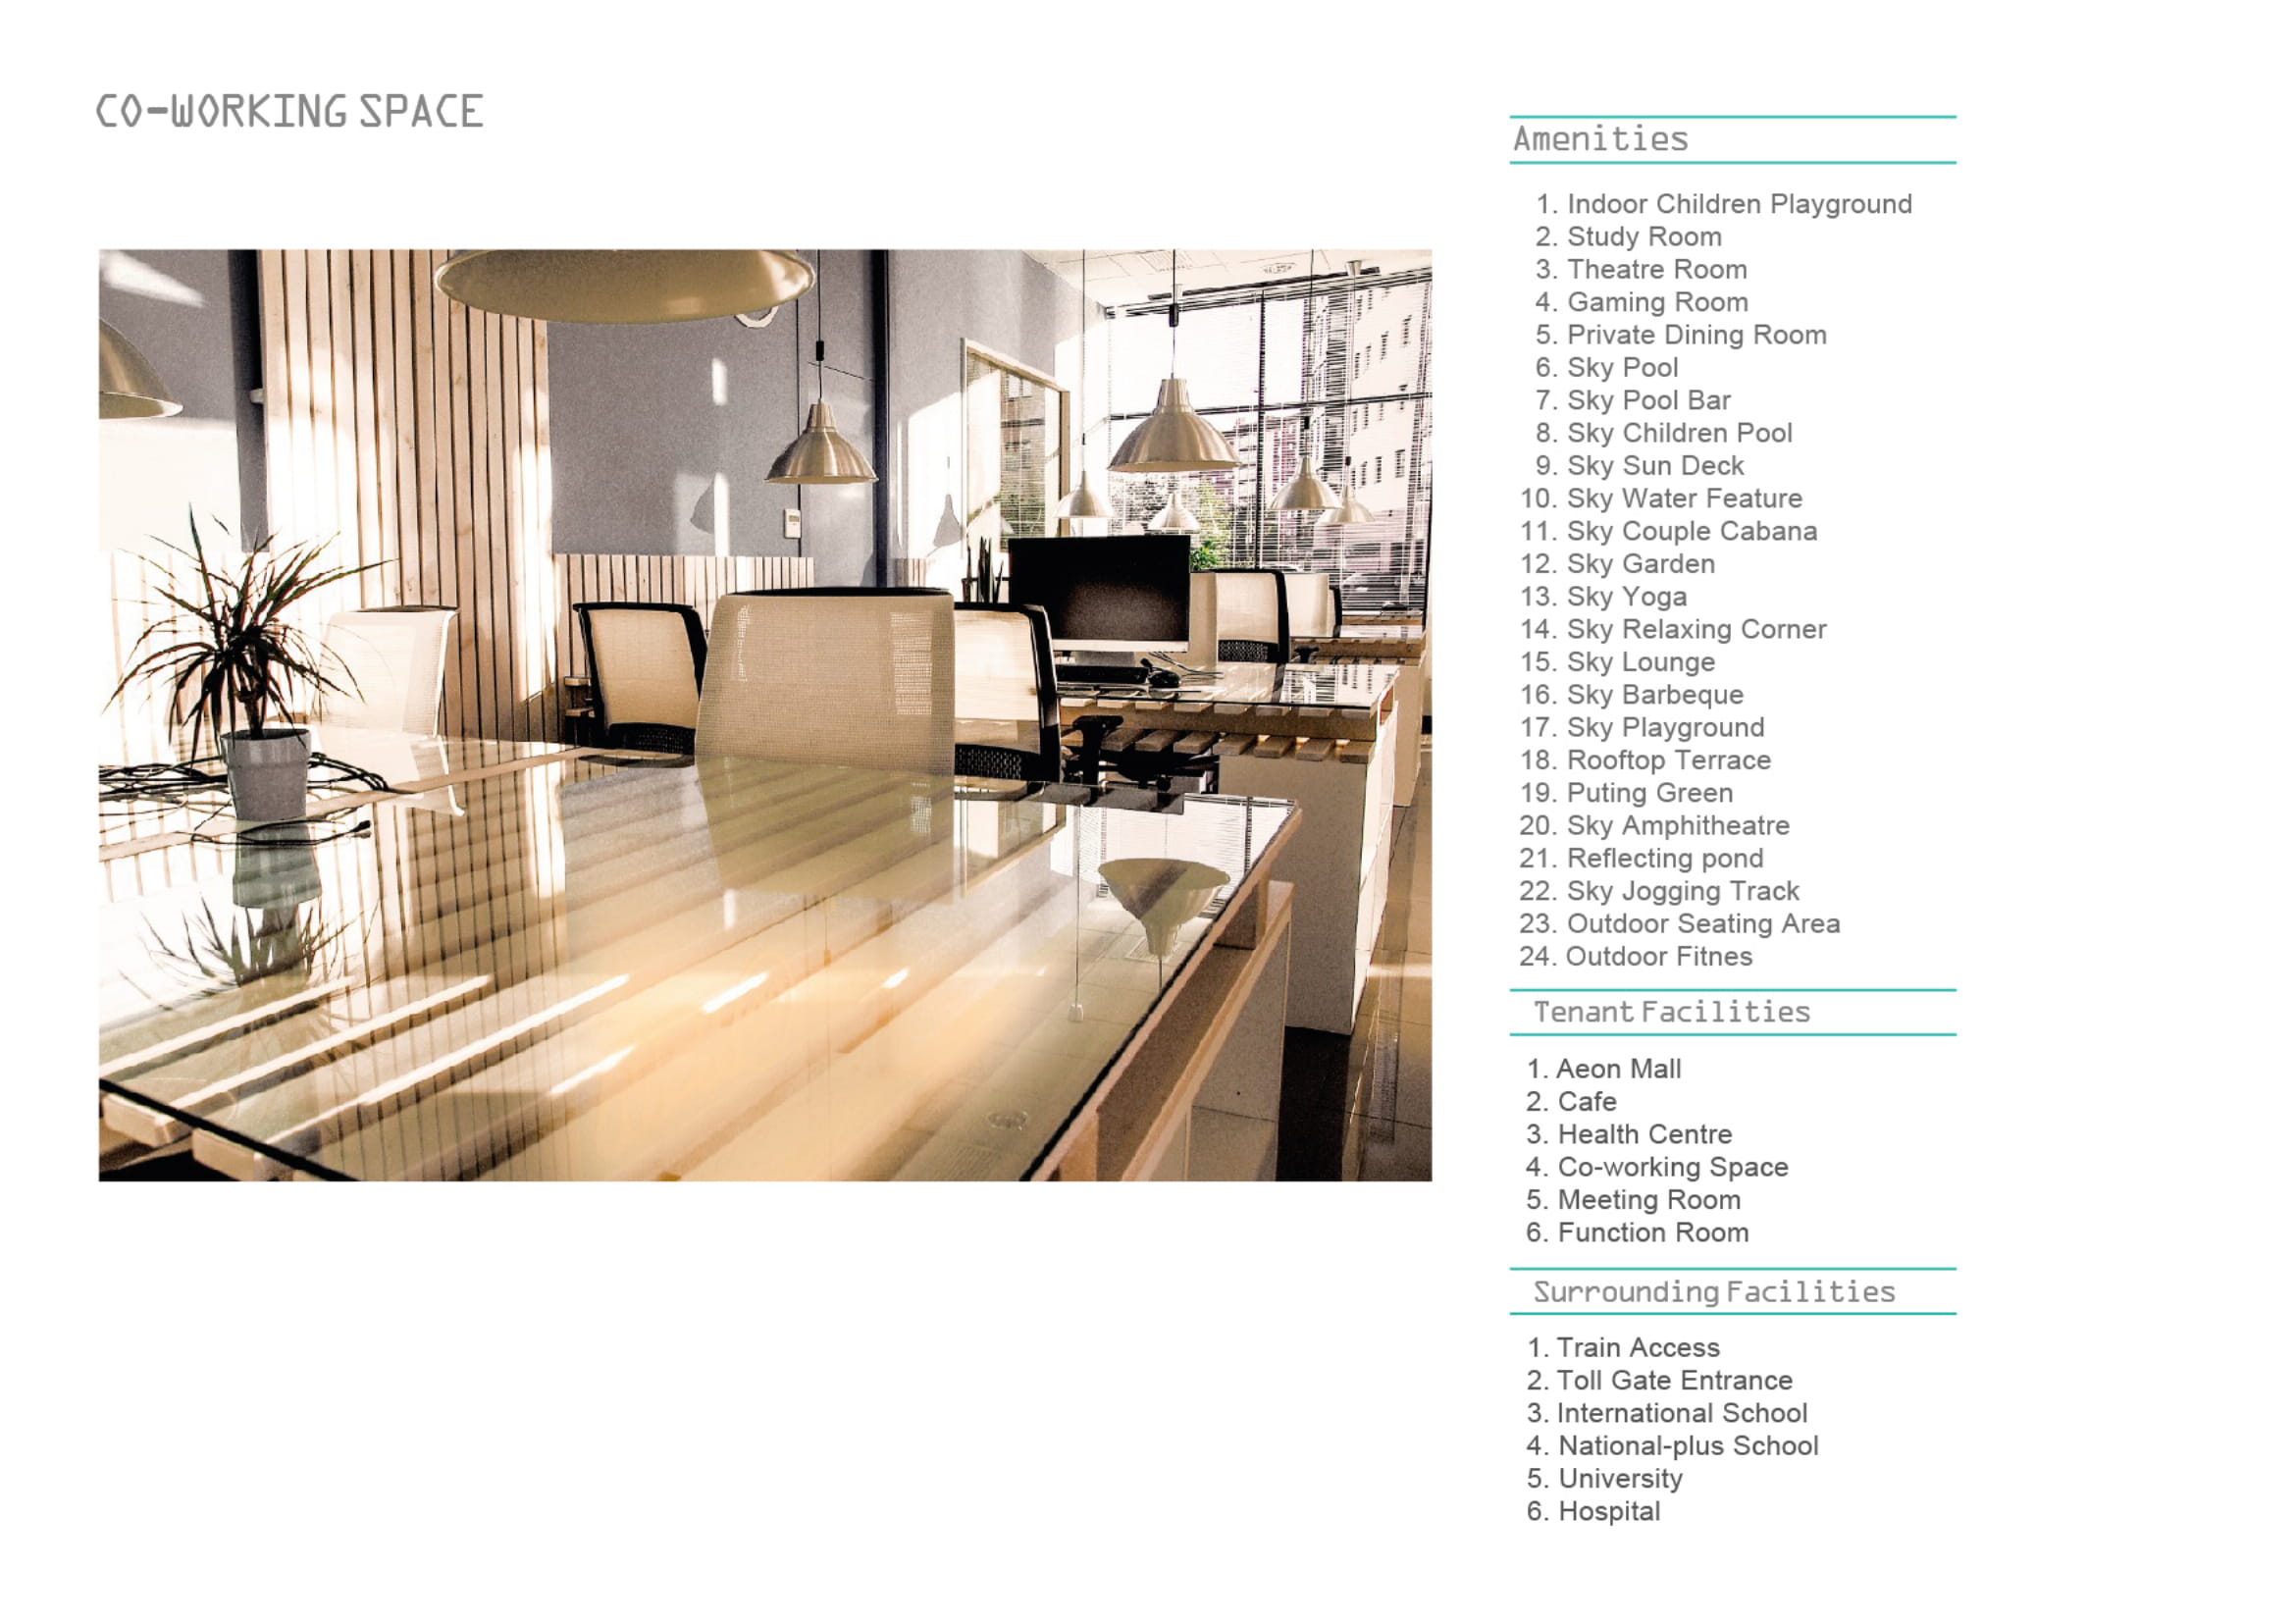 CO-WORKING SPACE
Amenities
1. Indoor Children Playground
2. Study Room
3. Theatre Room
4. Gaming Room
5. Private Dining Room
6. Sky Pool
7. Sky Pool Bar
8. Sky Children Pool
9. Sky Sun Deck
10. Sky Water Feature
11. Sky Couple Cabana
12. Sky Garden
13. Sky Yoga
14. Sky Relaxing Corner
15. Sky Lounge
16. Sky Barbeque
17. Sky Playground
18. Rooftop Terrace
19. Puting Green
20. Sky Amphitheatre
21. Reflecting pond
22. Sky Jogging Track
23. Outdoor Seating Area
24. Outdoor Fitnes
Tenant Facilities
1. Aeon Mall
2. Cafe
3. Health Centre
4. Co-working Space
5. Meeting Room
6. Function Room
Surrounding Facilities
1. Train Access
2. Toll Gate Entrance
3. International School
4. National-plus School
5. University
6. Hospital